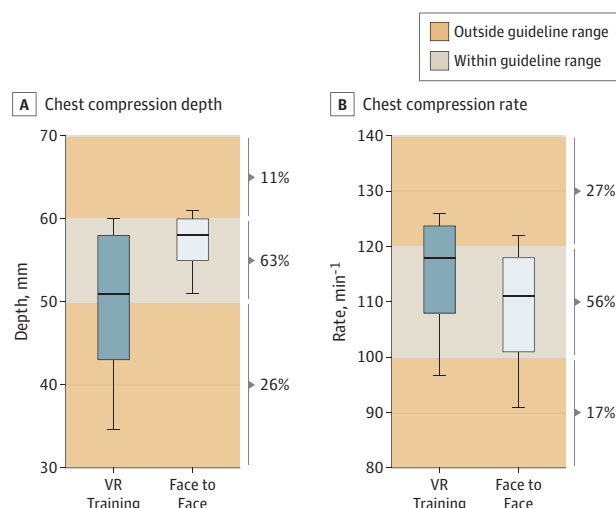 Outside guideline range
Within guideline range
A Chest compression depth
70
60
50
40
30
Depth, mm
11%
63%
26%
VR
Training
Face to
Face
B Chest compression rate
140
130
120
110
100
90
80
Rate, min⁻¹
27%
56%
17%
VR
Training
Face to
Face